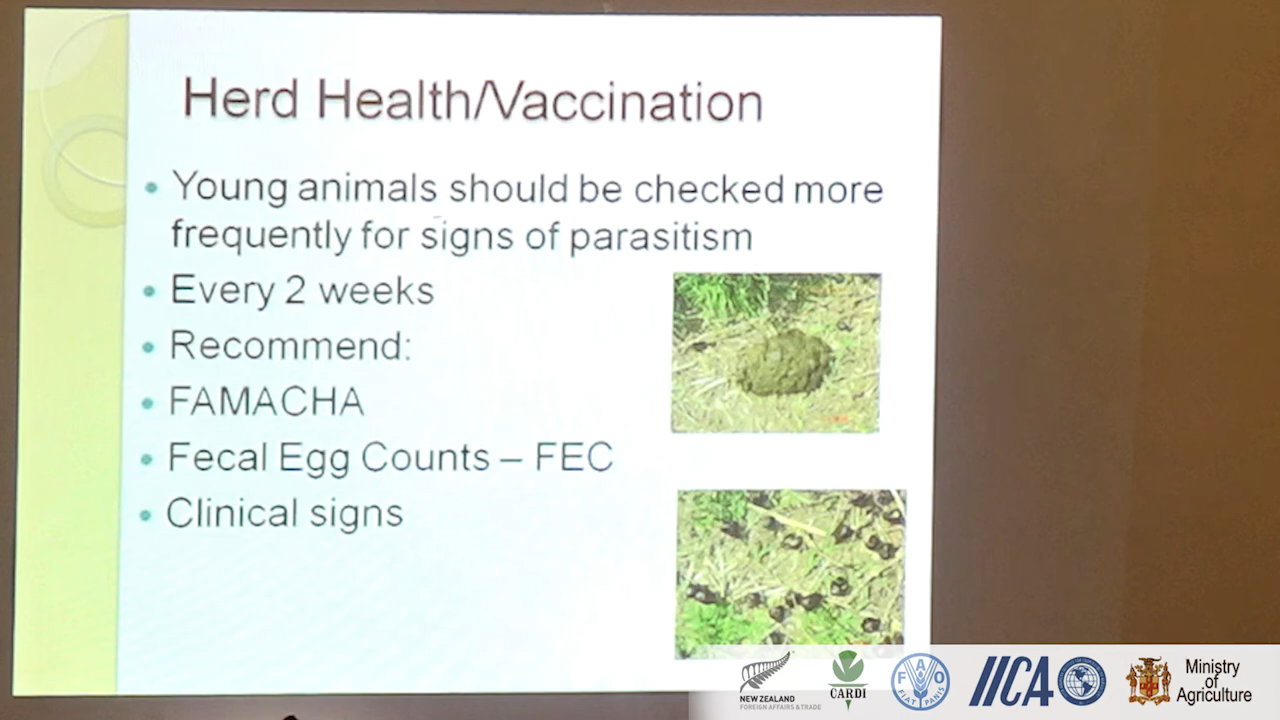 Herd Health/Vaccination
• Young animals should be checked more
frequently for signs of parasitism
• Every 2 weeks
• Recommend:
• FAMACHA
• Fecal Egg Counts – FEC
• Clinical signs
NEW ZEALAND
FOREIGN AFFAIRS & TRADE
CARDI
FAO
FIAT PANIS
IICA
Ministry
of
Agriculture